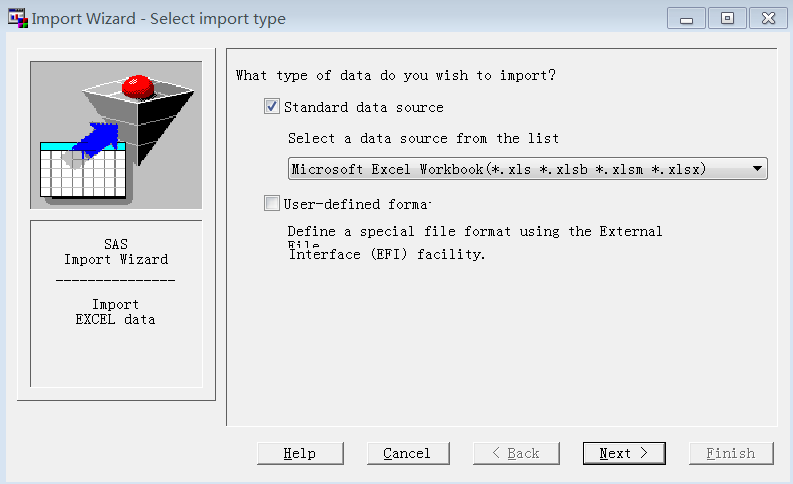 Import Wizard - Select import type
What type of data do you wish to import?
Standard data source
Select a data source from the list
Microsoft Excel Workbook(*.xls *.xlsb *.xlsm *.xlsx)
User-defined forma
Define a special file format using the External
File
Interface (EFI) facility.
SAS
Import Wizard
---------------
Import
EXCEL data
Help
Cancel
< Back
Next >
Finish